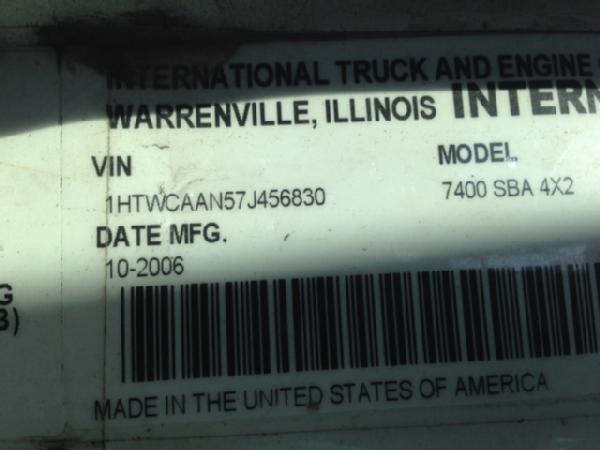 INTERNATIONAL TRUCK AND ENGINE
WARRENVILLE, ILLINOIS INTERN
VIN MODEL
1HTWCAAN57J456830 7400 SBA 4X2
DATE MFG.
10-2006
G
B)
MADE IN THE UNITED STATES OF AMERICA